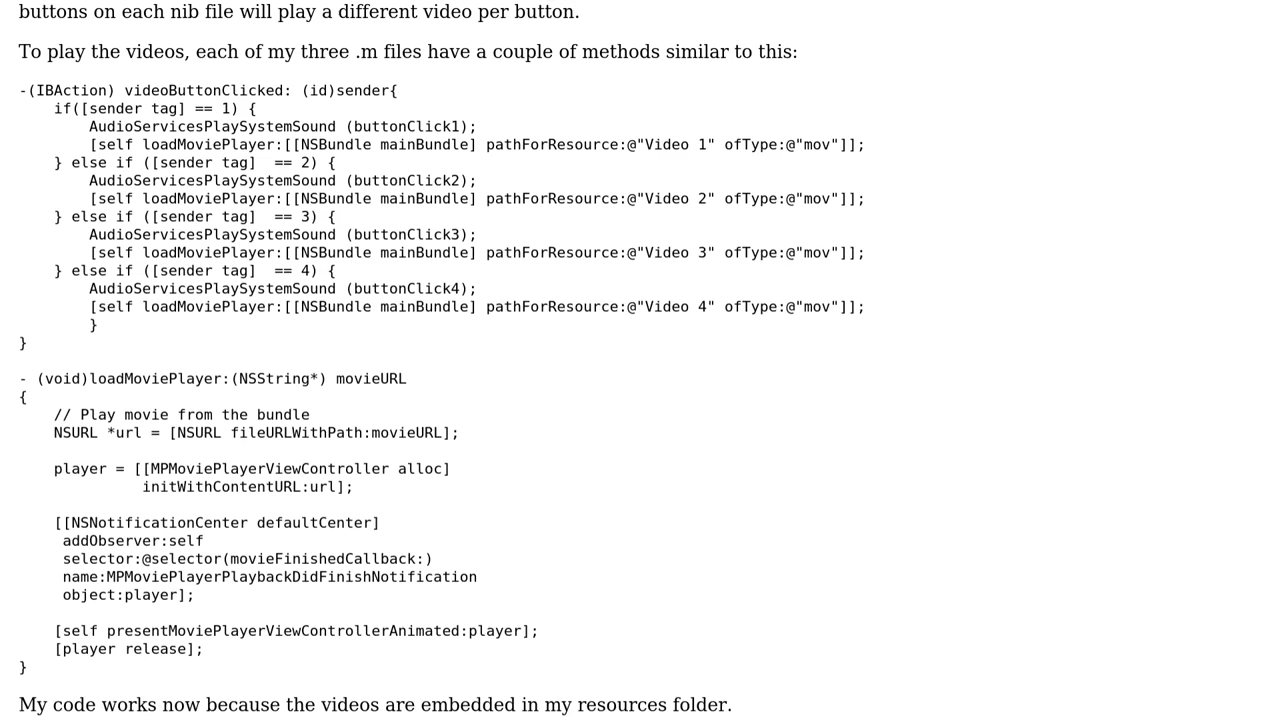 buttons on each nib file will play a different video per button.
To play the videos, each of my three .m files have a couple of methods similar to this:
-(IBAction) videoButtonClicked: (id)sender{
    if([sender tag] == 1) {
        AudioServicesPlaySystemSound (buttonClick1);
        [self loadMoviePlayer:[[NSBundle mainBundle] pathForResource:@"Video 1" ofType:@"mov"]];
    } else if ([sender tag]  == 2) {
        AudioServicesPlaySystemSound (buttonClick2);
        [self loadMoviePlayer:[[NSBundle mainBundle] pathForResource:@"Video 2" ofType:@"mov"]];
    } else if ([sender tag]  == 3) {
        AudioServicesPlaySystemSound (buttonClick3);
        [self loadMoviePlayer:[[NSBundle mainBundle] pathForResource:@"Video 3" ofType:@"mov"]];
    } else if ([sender tag]  == 4) {
        AudioServicesPlaySystemSound (buttonClick4);
        [self loadMoviePlayer:[[NSBundle mainBundle] pathForResource:@"Video 4" ofType:@"mov"]];
        }
}
- (void)loadMoviePlayer:(NSString*) movieURL
{
    // Play movie from the bundle
    NSURL *url = [NSURL fileURLWithPath:movieURL];
    player = [[MPMoviePlayerViewController alloc]
              initWithContentURL:url];
    [[NSNotificationCenter defaultCenter]
     addObserver:self
     selector:@selector(movieFinishedCallback:)
     name:MPMoviePlayerPlaybackDidFinishNotification
     object:player];
    [self presentMoviePlayerViewControllerAnimated:player];
    [player release];
}
My code works now because the videos are embedded in my resources folder.